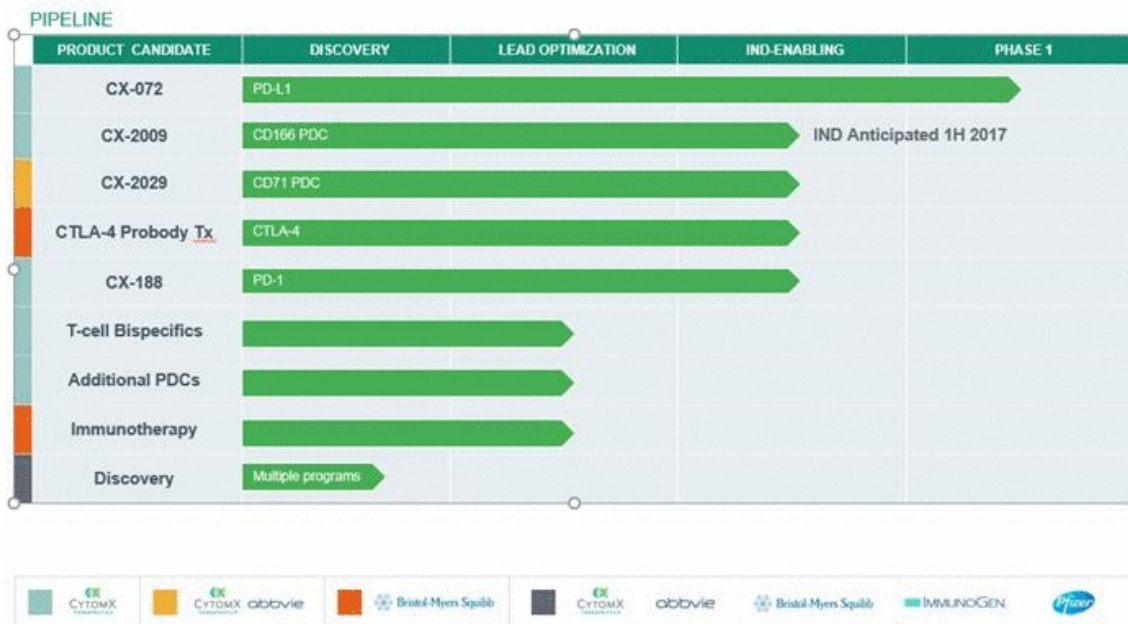 PIPELINE
PRODUCT CANDIDATE DISCOVERY LEAD OPTIMIZATION IND-ENABLING PHASE 1
CX-072 PD-L1
CX-2009 CD166 PDC IND Anticipated 1H 2017
CX-2029 CD71 PDC
CTLA-4 Probody Tx CTLA-4
CX-188 PD-1
T-cell Bispecifics
Additional PDCs
Immunotherapy
Discovery Multiple programs
CYTOMX THERAPEUTICS CYTOMX THERAPEUTICS abbvie Bristol-Myers Squibb CYTOMX THERAPEUTICS abbvie Bristol-Myers Squibb IMMUNOGEN Pfizer